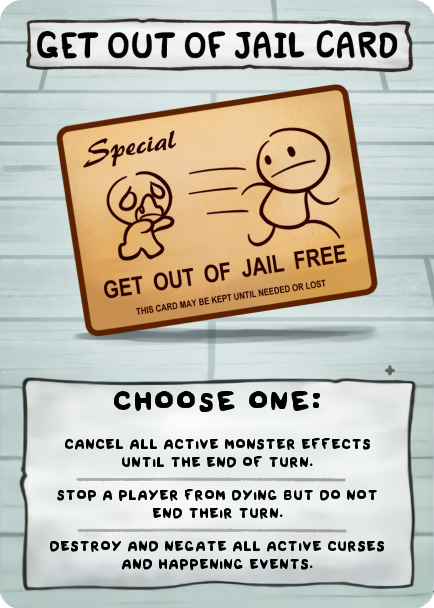 GET OUT OF JAIL CARD
Special
GET OUT OF JAIL FREE
THIS CARD MAY BE KEPT UNTIL NEEDED OR LOST
CHOOSE ONE:
CANCEL ALL ACTIVE MONSTER EFFECTS
UNTIL THE END OF TURN.
STOP A PLAYER FROM DYING BUT DO NOT
END THEIR TURN.
DESTROY AND NEGATE ALL ACTIVE CURSES
AND HAPPENING EVENTS.